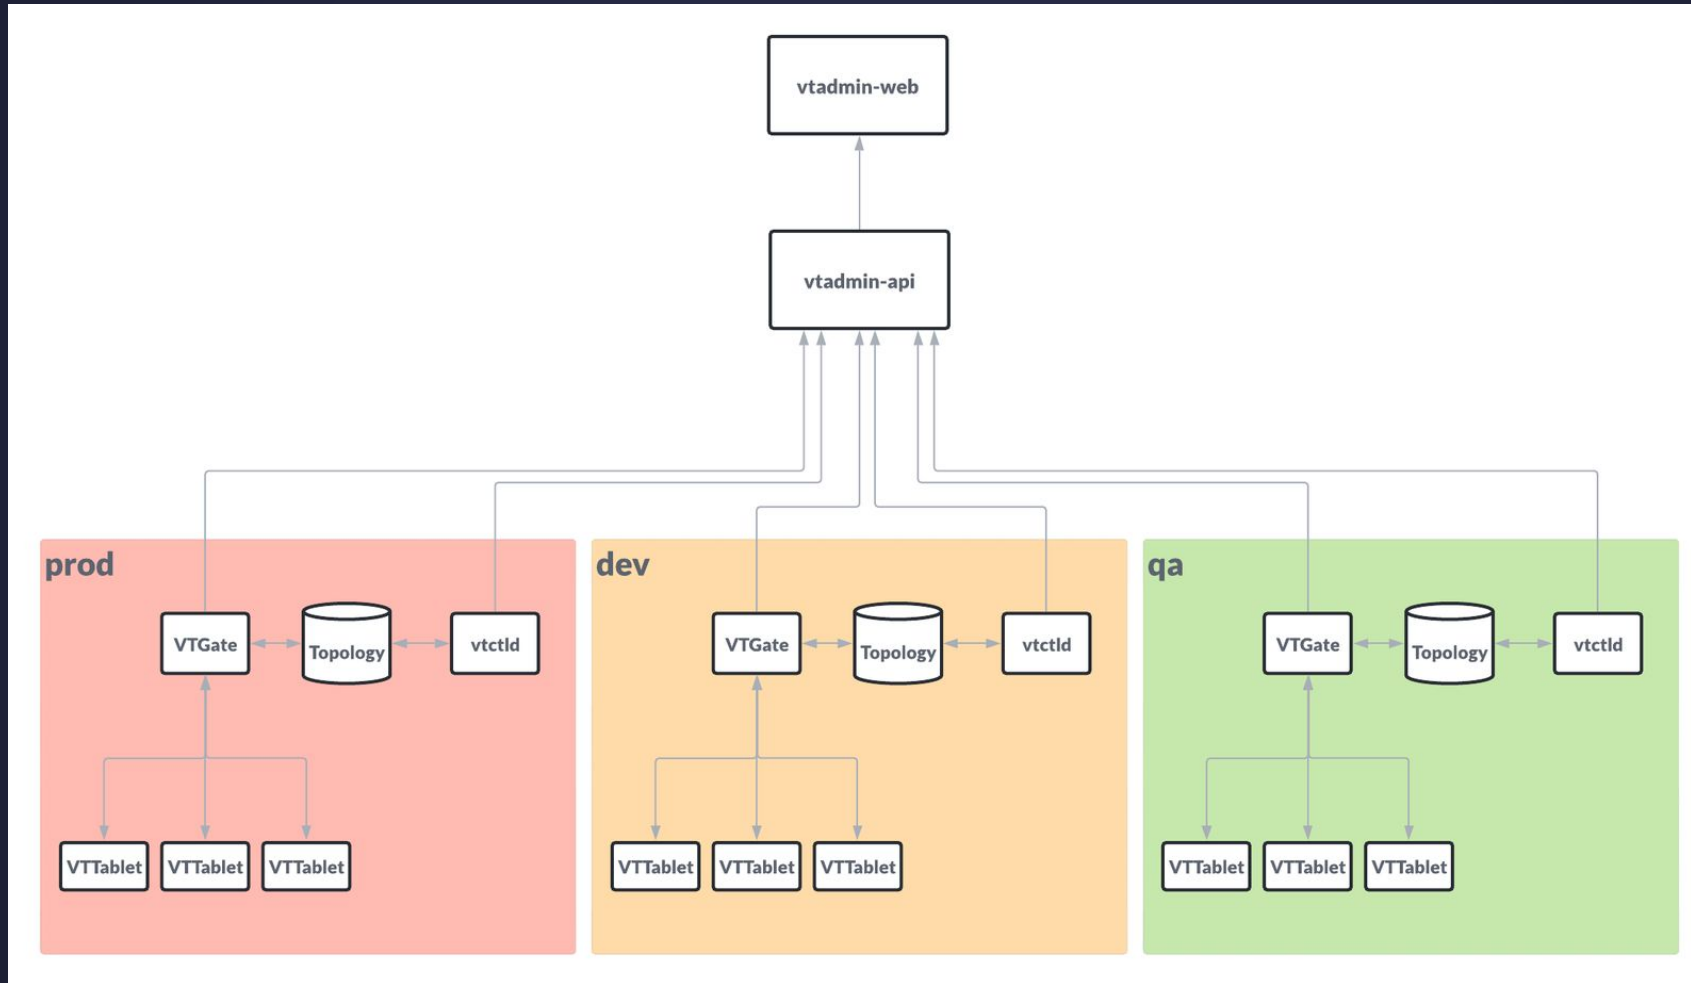 vtadmin-web
vtadmin-api
prod
VTGate
Topology
vtctld
VTTablet
VTTablet
VTTablet
dev
VTGate
Topology
vtctld
VTTablet
VTTablet
VTTablet
qa
VTGate
Topology
vtctld
VTTablet
VTTablet
VTTablet